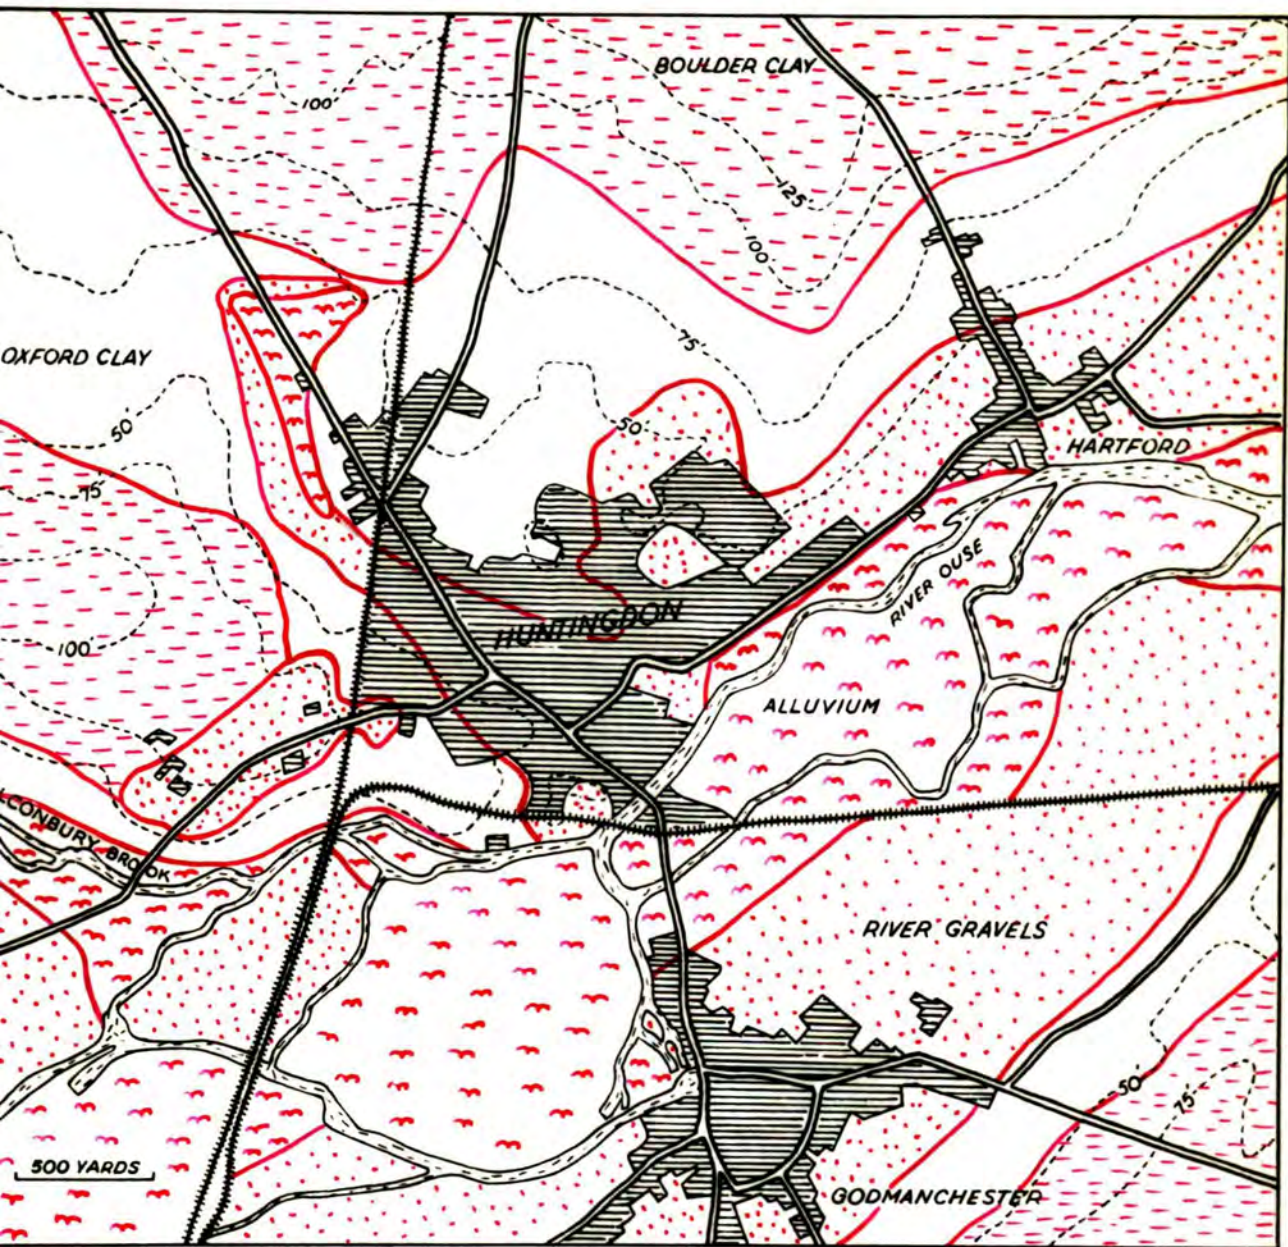 BOULDER CLAY
100
125'
100
75'
OXFORD CLAY
50'
50'
75'
HARTFORD
RIVER OUSE
HUNTINGDON
100
ALLUVIUM
LCONBURY BROOK
RIVER GRAVELS
50'
75'
500 YARDS
GODMANCHESTER